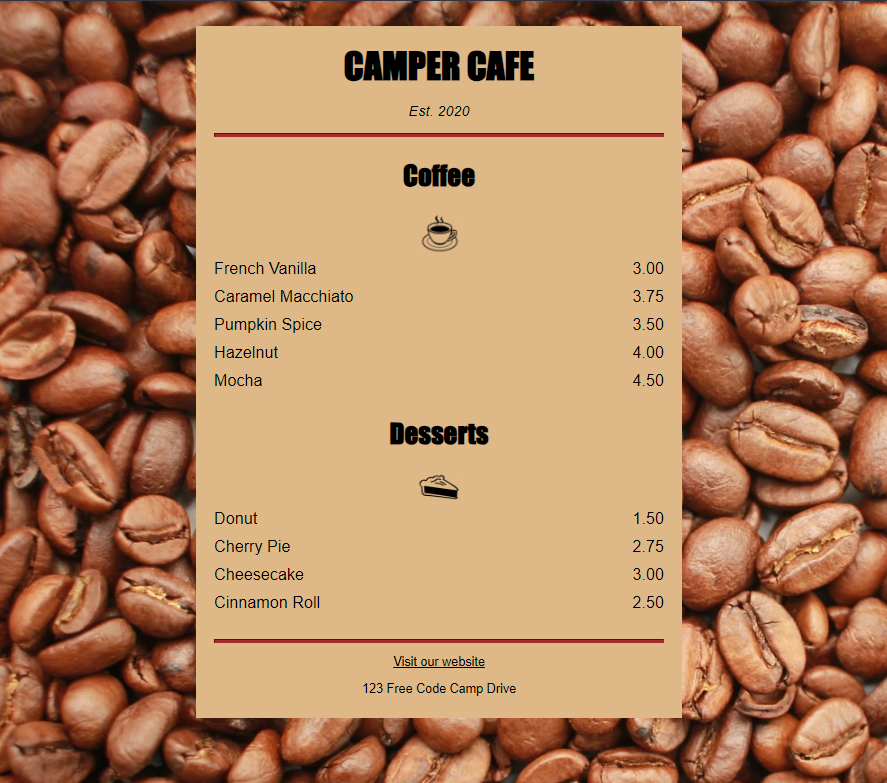 CAMPER CAFE
Est. 2020
Coffee
French Vanilla 3.00
Caramel Macchiato 3.75
Pumpkin Spice 3.50
Hazelnut 4.00
Mocha 4.50
Desserts
Donut 1.50
Cherry Pie 2.75
Cheesecake 3.00
Cinnamon Roll 2.50
Visit our website
123 Free Code Camp Drive